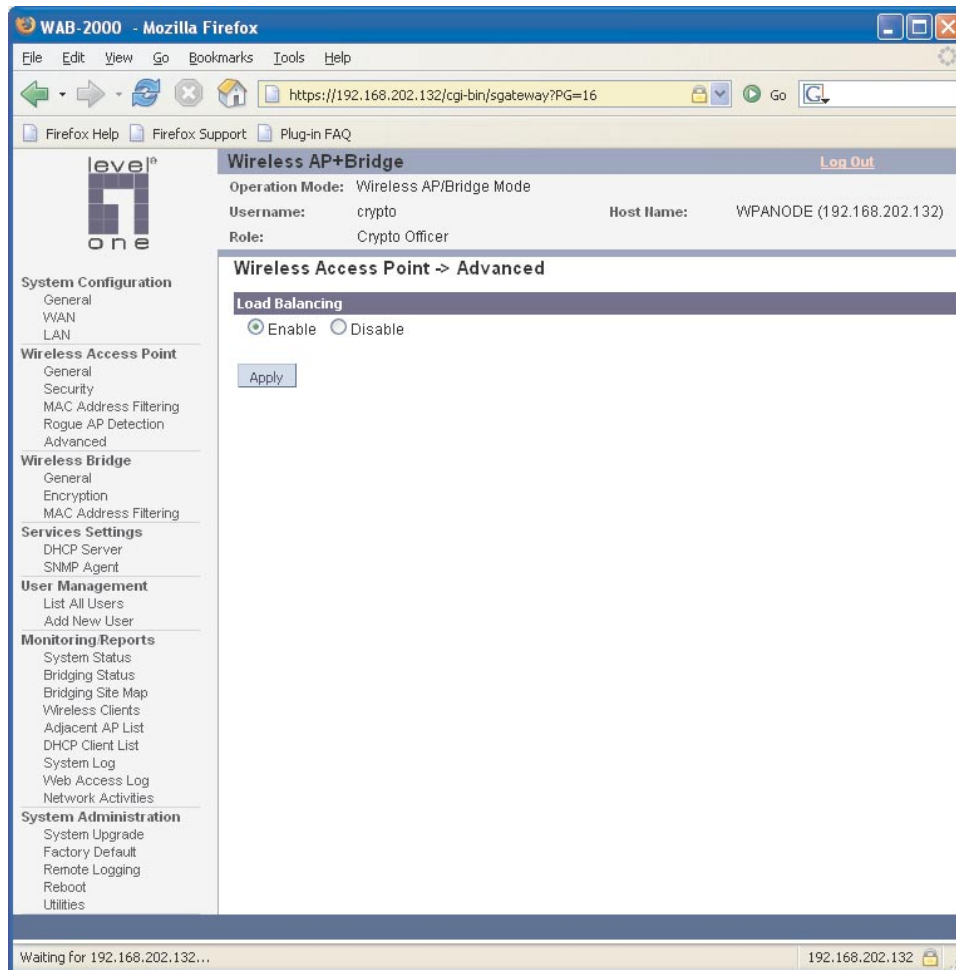 WAB-2000 - Mozilla Firefox
File Edit View Go Bookmarks Tools Help
https://192.168.202.132/cgi-bin/sgateway?PG=16 Go G
Firefox Help Firefox Support Plug-in FAQ
level®
one
Wireless AP+Bridge Log Out
Operation Mode: Wireless AP/Bridge Mode
Username: crypto Host Name: WPANODE (192.168.202.132)
Role: Crypto Officer
System Configuration
General
WAN
LAN
Wireless Access Point
General
Security
MAC Address Filtering
Rogue AP Detection
Advanced
Wireless Bridge
General
Encryption
MAC Address Filtering
Services Settings
DHCP Server
SNMP Agent
User Management
List All Users
Add New User
Monitoring/Reports
System Status
Bridging Status
Bridging Site Map
Wireless Clients
Adjacent AP List
DHCP Client List
System Log
Web Access Log
Network Activities
System Administration
System Upgrade
Factory Default
Remote Logging
Reboot
Utilities
Wireless Access Point -> Advanced
Load Balancing
Enable Disable
Apply
Waiting for 192.168.202.132... 192.168.202.132